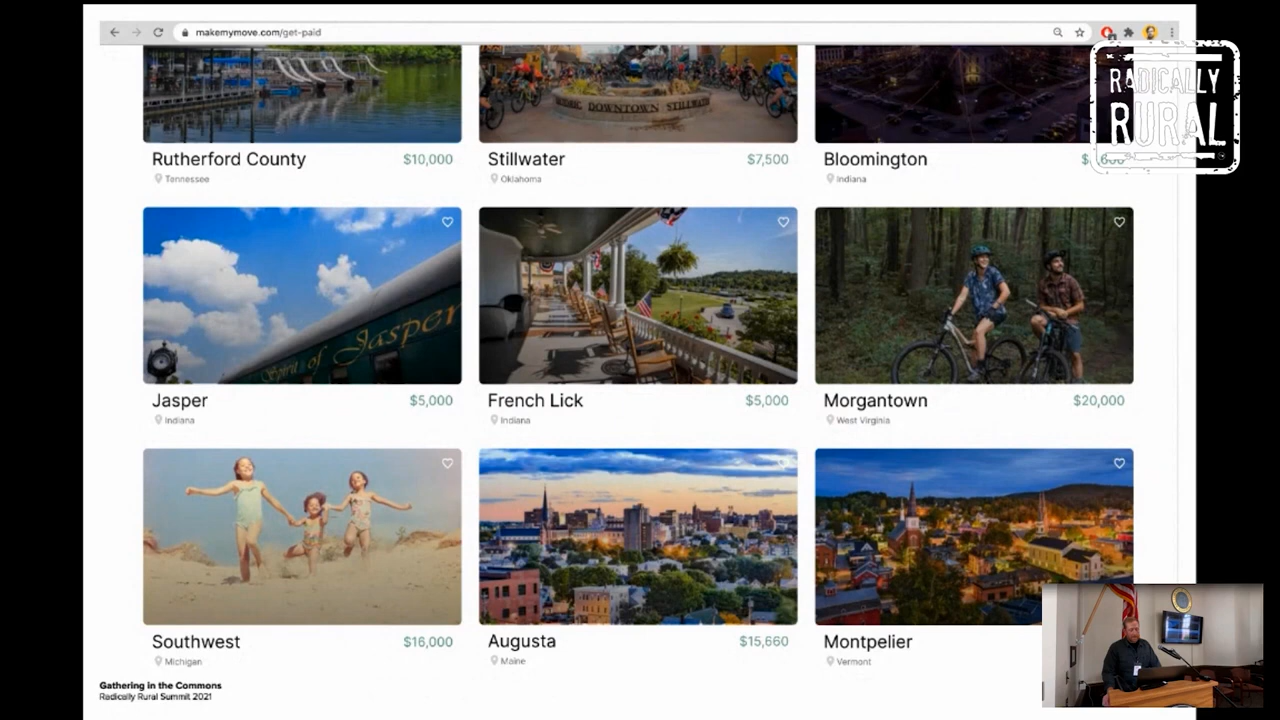 makemymove.com/get-paid
RADICALLY
RURAL
HISTORIC DOWNTOWN STILLWATER
Rutherford County $10,000
Tennessee
Stillwater $7,500
Oklahoma
Bloomington
Indiana
Spirit of Jasper
Jasper $5,000
Indiana
French Lick $5,000
Indiana
Morgantown $20,000
West Virginia
Southwest $16,000
Michigan
Augusta $15,660
Maine
Montpelier
Vermont
Gathering in the Commons
Radically Rural Summit 2021